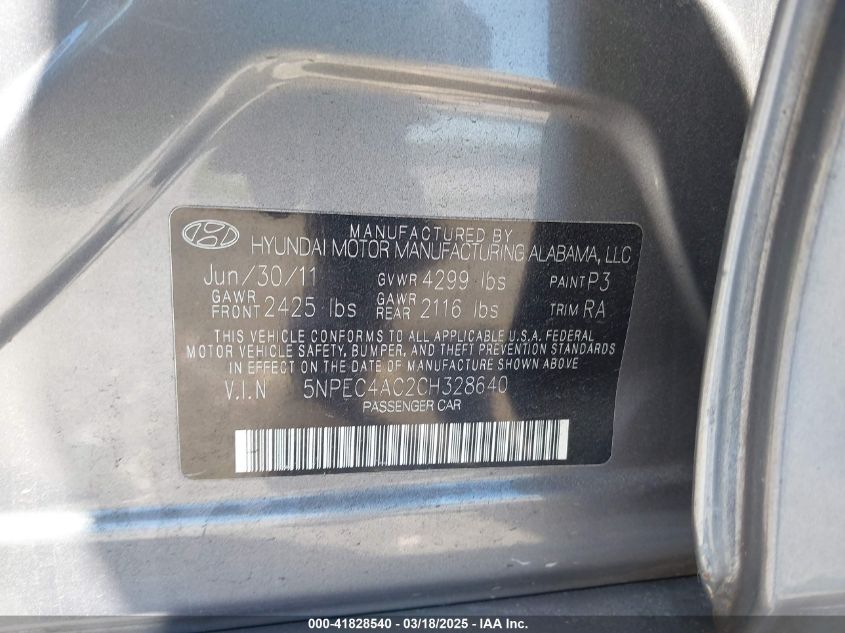 MANUFACTURED BY
HYUNDAI MOTOR MANUFACTURING ALABAMA, LLC
Jun/30/11 GVWR 4299 lbs PAINT P3
GAWR FRONT 2425 lbs GAWR REAR 2116 lbs TRIM RA
THIS VEHICLE CONFORMS TO ALL APPLICABLE U.S.A. FEDERAL
MOTOR VEHICLE SAFETY, BUMPER, AND THEFT PREVENTION STANDARDS
IN EFFECT ON THE DATE OF MANUFACTURE SHOWN ABOVE
V.I.N 5NPEC4AC2CH328640
PASSENGER CAR
000-41828540 - 03/18/2025 - IAA Inc.